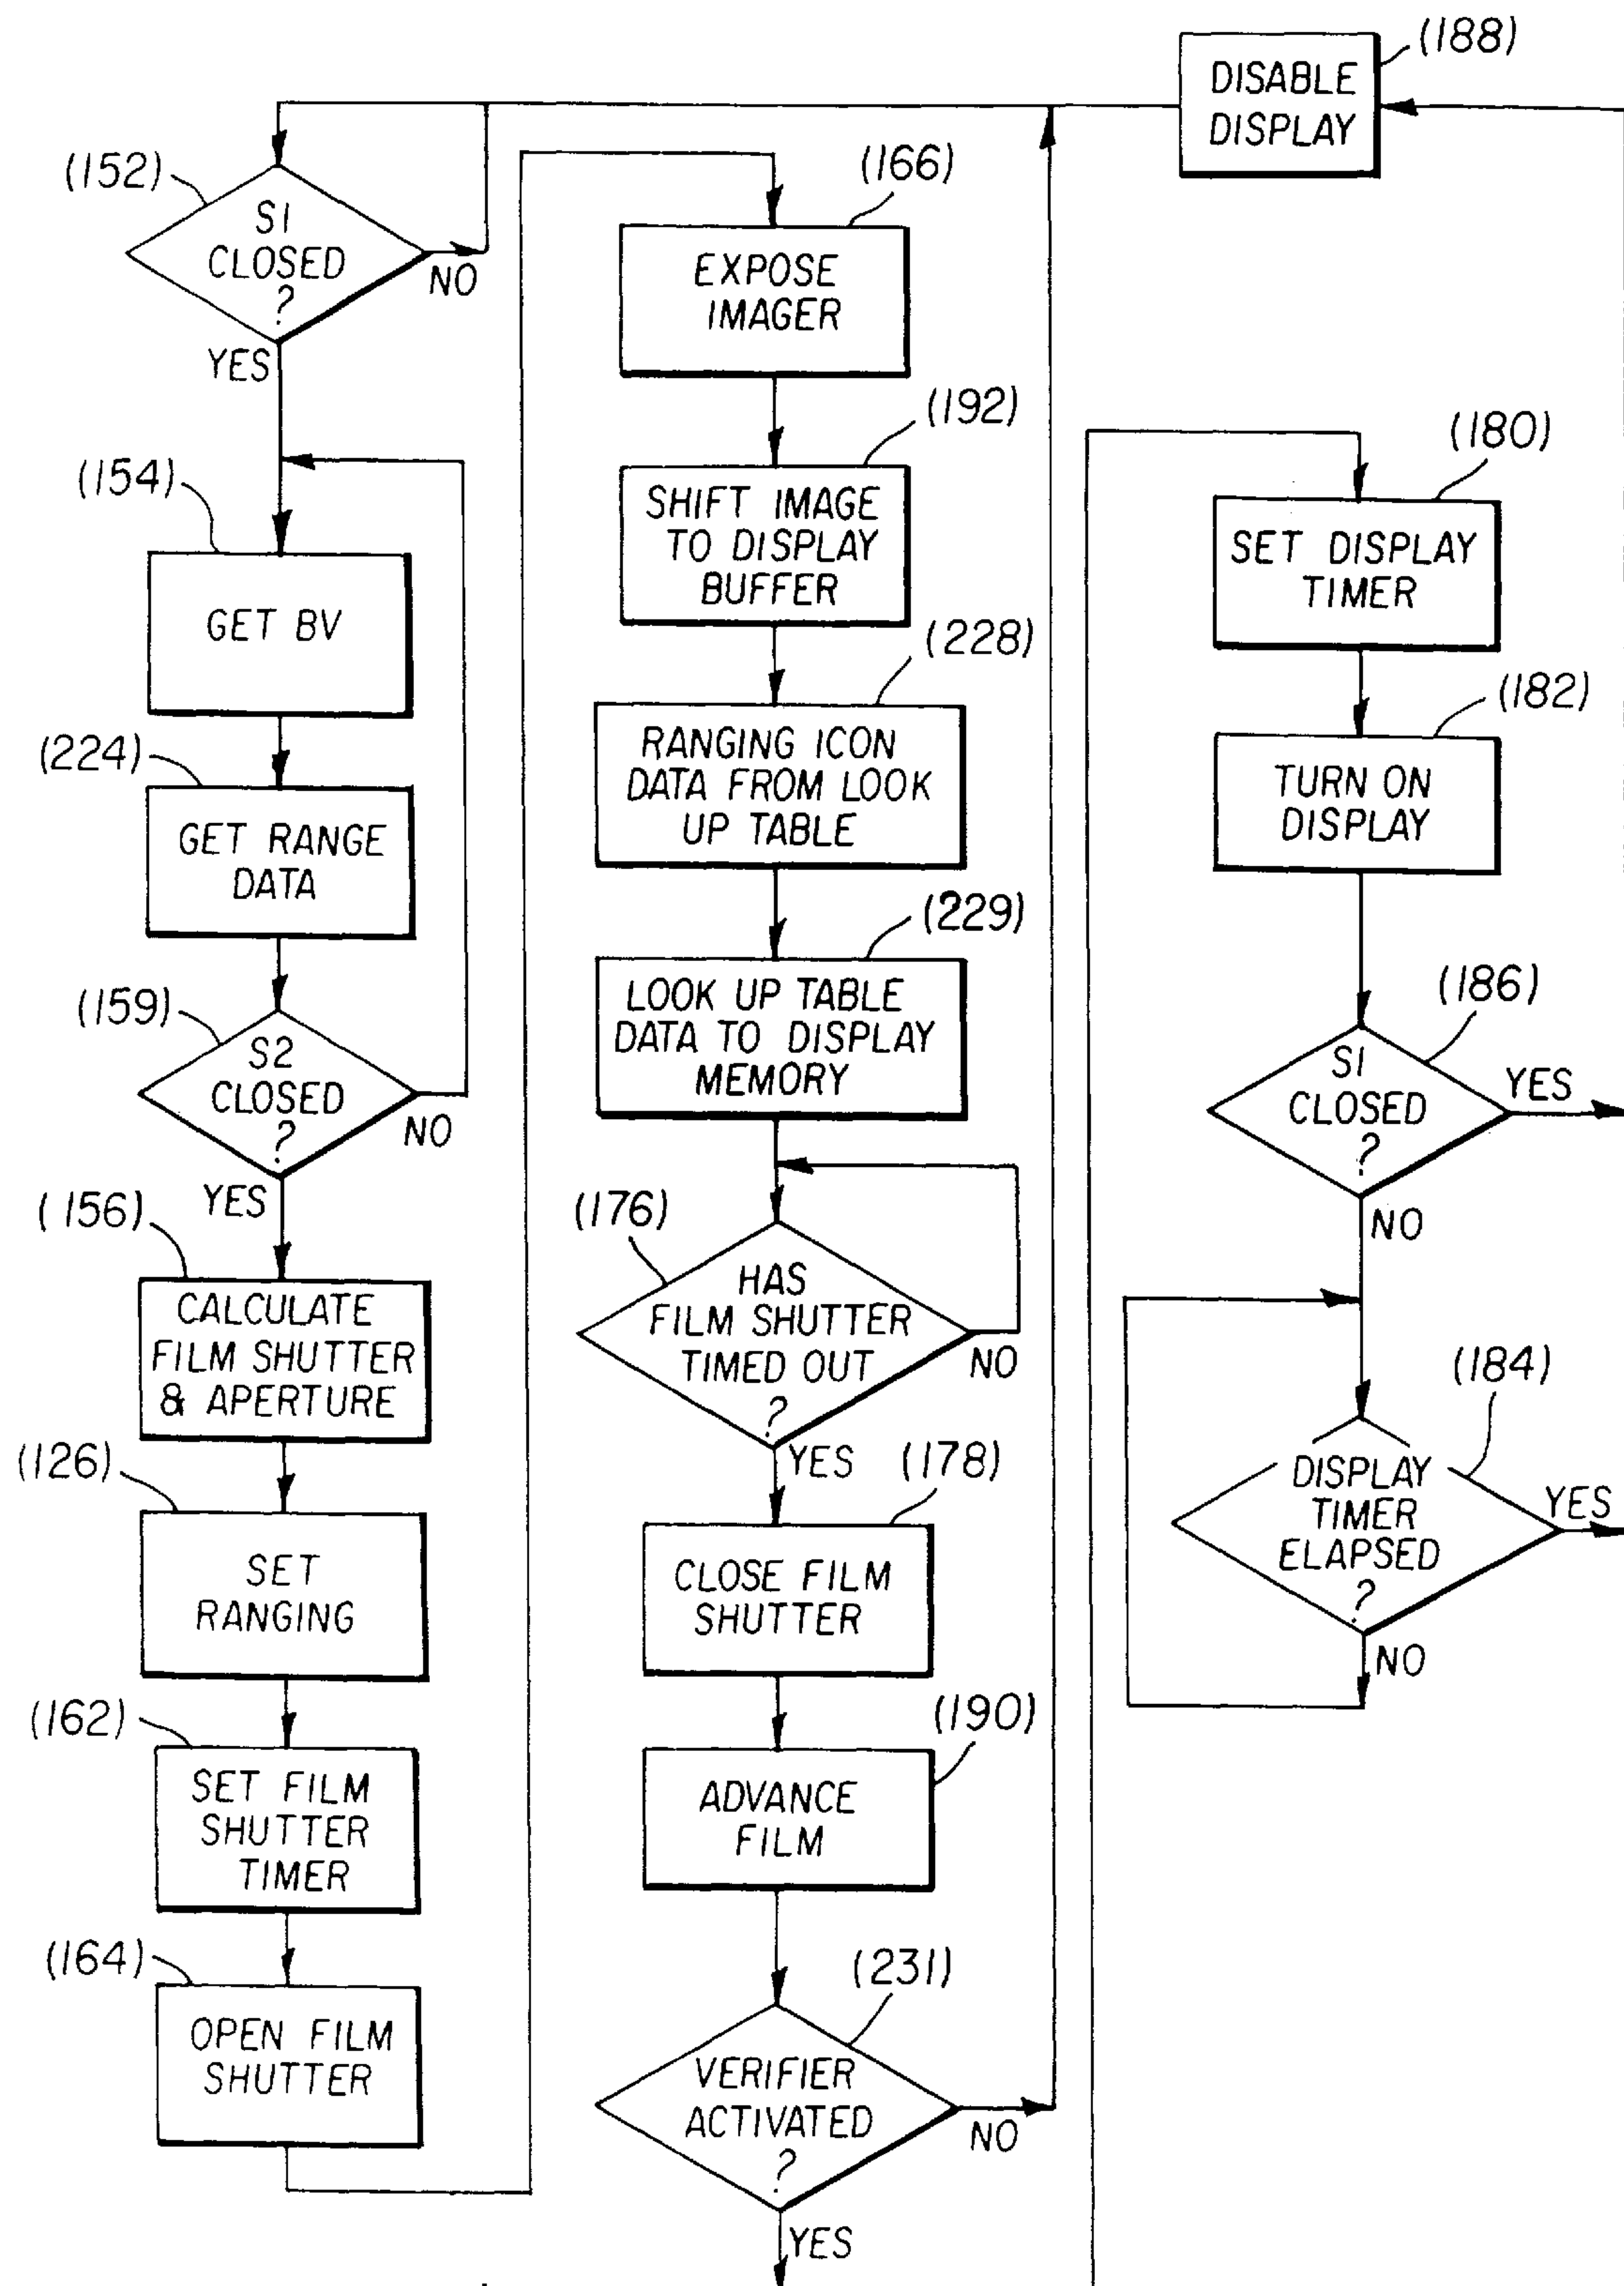 (152)
S1
CLOSED
?
NO
YES
(154)
GET BV
(224)
GET RANGE
DATA
(159)
S2
CLOSED
?
NO
YES
(156)
CALCULATE
FILM SHUTTER
& APERTURE
(126)
SET
RANGING
(162)
SET FILM
SHUTTER
TIMER
(164)
OPEN FILM
SHUTTER
(166)
EXPOSE
IMAGER
(192)
SHIFT IMAGE
TO DISPLAY
BUFFER
(228)
RANGING ICON
DATA FROM LOOK
UP TABLE
(229)
LOOK UP TABLE
DATA TO DISPLAY
MEMORY
(176)
HAS
FILM SHUTTER
TIMED OUT
?
NO
YES
(178)
CLOSE FILM
SHUTTER
(190)
ADVANCE
FILM
(231)
VERIFIER
ACTIVATED
?
NO
YES
(188)
DISABLE
DISPLAY
(180)
SET DISPLAY
TIMER
(182)
TURN ON
DISPLAY
(186)
S1
CLOSED
?
YES
NO
(184)
DISPLAY
TIMER
ELAPSED
?
YES
NO